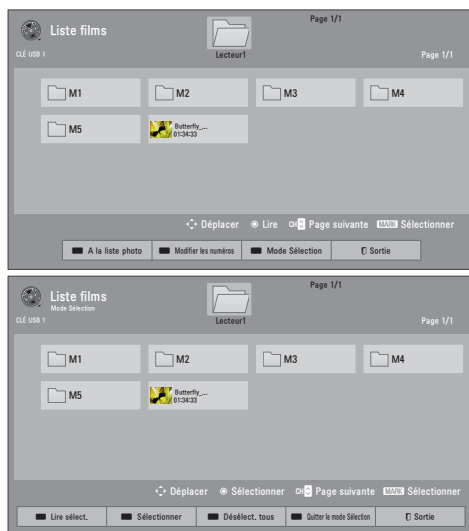 Liste films
Page 1/1
CLÉ USB 1
Lecteur1
Page 1/1
M1
M2
M3
M4
M5
Butterfly_...
01:34:33
Déplacer
Lire
CH
Page suivante
MARK Sélectionner
A la liste photo
Modifier les numéros
Mode Sélection
Sortie
Liste films
Mode Sélection
Page 1/1
CLÉ USB 1
Lecteur1
Page 1/1
M1
M2
M3
M4
M5
Butterfly_...
01:34:33
Déplacer
Sélectionner
CH
Page suivante
MARK Sélectionner
Lire sélect.
Sélectionner
Désélect. tous
Quitter le mode Sélection
Sortie